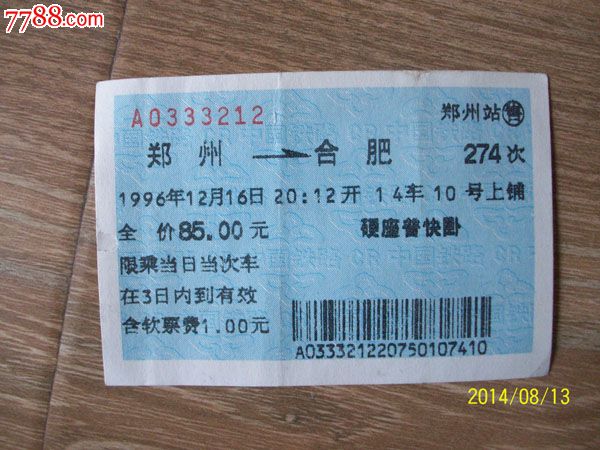 7788.com
A0333212
郑州站 售
郑州 → 合肥 274次
1996年12月16日 20:12开 14车 10号上铺
全价85.00元 硬座普快卧
限乘当日当次车
在3日内到有效
含软票费1.00元
A0333212207501 07410
2014/08/13